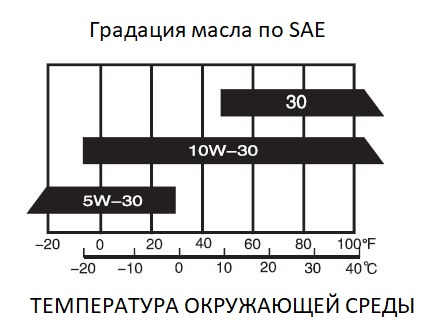 Градация масла по SAE
30
10W–30
5W–30
–20 0 20 40 60 80 100°F
–20 –10 0 10 20 30 40°C
ТЕМПЕРАТУРА ОКРУЖАЮЩЕЙ СРЕДЫ